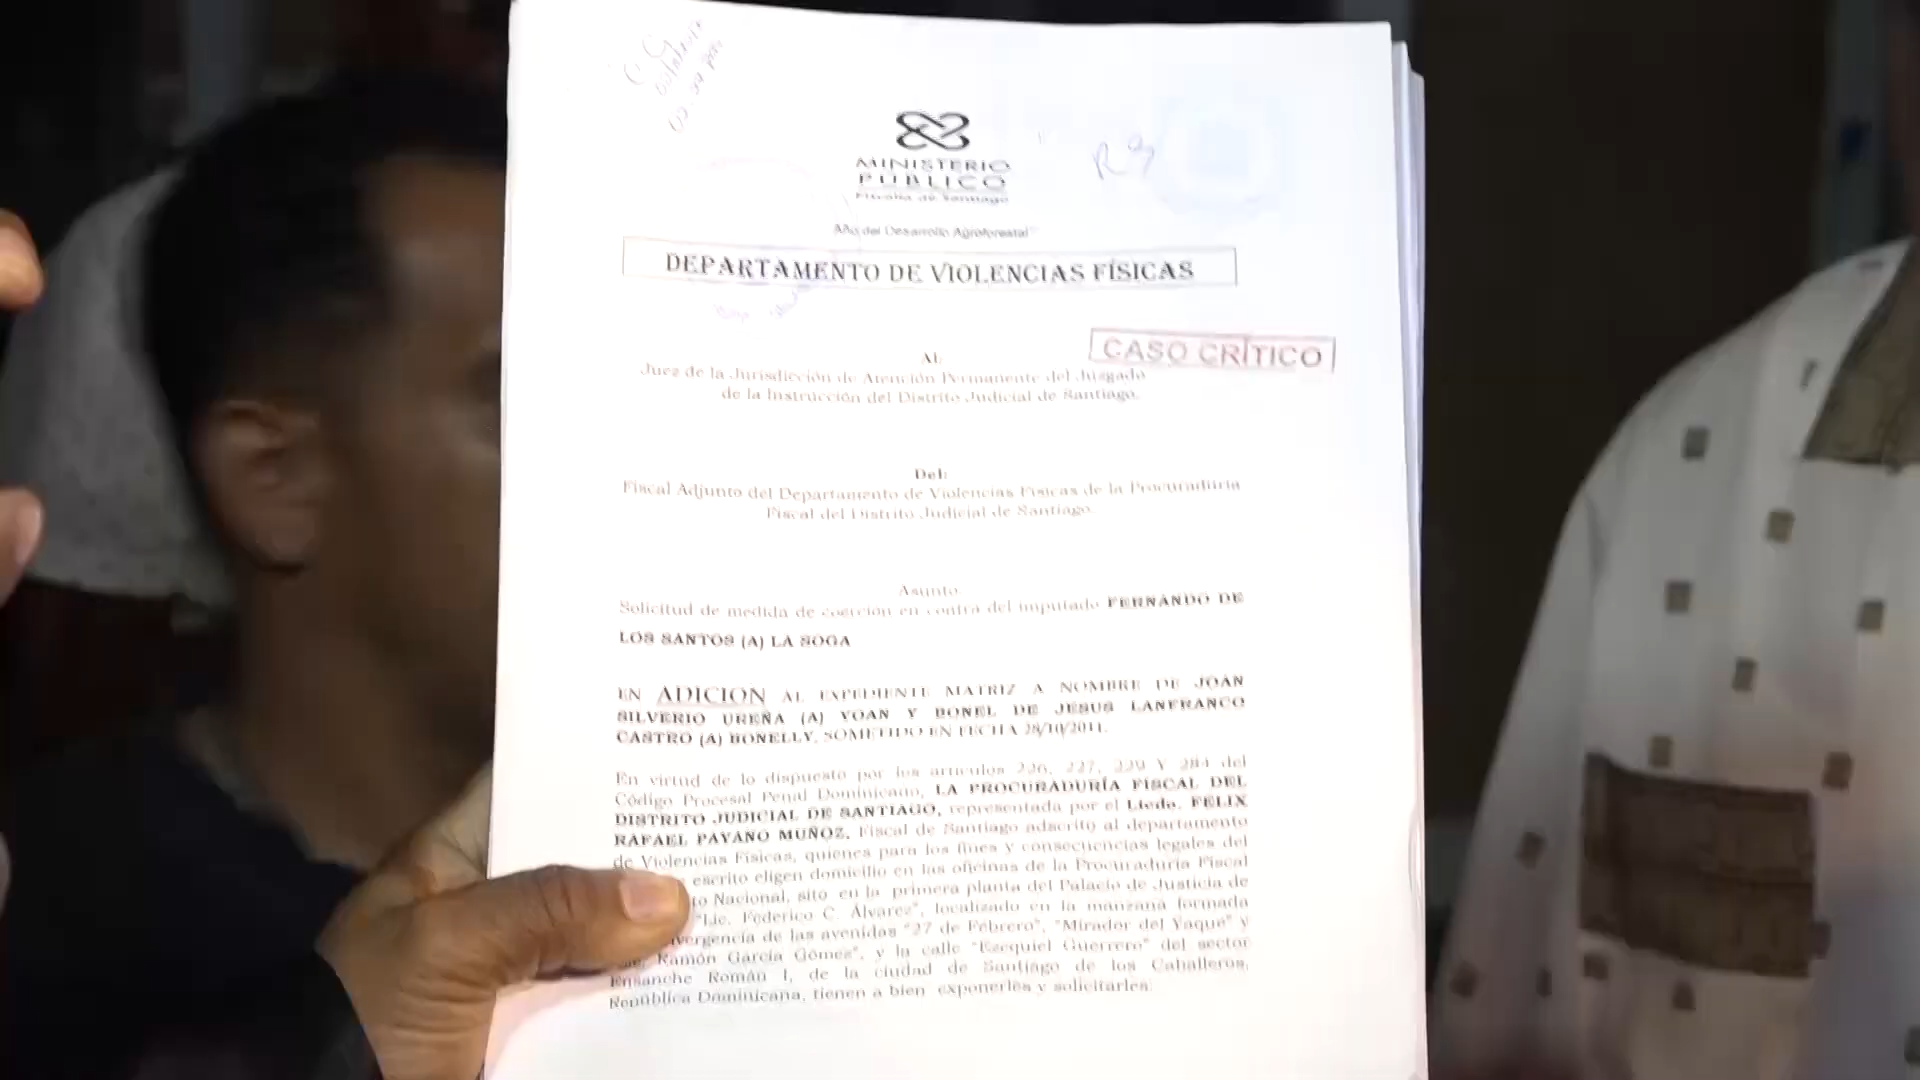 MINISTERIO
PÚBLICO
Fiscalía de Santiago
R3
"Año del Desarrollo Agroforestal"
DEPARTAMENTO DE VIOLENCIAS FÍSICAS
CASO CRÍTICO
Al:
Juez de la Jurisdicción de Atención Permanente del Juzgado
de la Instrucción del Distrito Judicial de Santiago.
Del:
Fiscal Adjunto del Departamento de Violencias Físicas de la Procuraduría
Fiscal del Distrito Judicial de Santiago.
Asunto:
Solicitud de medida de coerción en contra del imputado FERNANDO DE
LOS SANTOS (A) LA SOGA
EN ADICION AL EXPEDIENTE MATRIZ A NOMBRE DE JOAN
SILVERIO UREÑA (A) YOAN Y BONEL DE JESUS LANFRANCO
CASTRO (A) BONELLY, SOMETIDO EN FECHA 28/10/2011.
En virtud de lo dispuesto por los artículos 226, 227, 229 Y 284 del
Código Procesal Penal Dominicano, LA PROCURADURÍA FISCAL DEL
DISTRITO JUDICIAL DE SANTIAGO, representada por el Licdo. FELIX
RAFAEL PAYANO MUÑOZ, Fiscal de Santiago adscrito al departamento
de Violencias Físicas, quienes para los fines y consecuencias legales del
escrito eligen domicilio en las oficinas de la Procuraduría Fiscal
to Nacional, sito en la primera planta del Palacio de Justicia de
"Lic. Federico C. Álvarez", localizado en la manzana formada
vergencia de las avenidas "27 de Febrero", "Mirador del Yaque" y
Ramón García Gómez", y la calle "Ezequiel Guerrero" del sector
Ensanche Román I, de la ciudad de Santiago de los Caballeros,
República Dominicana, tienen a bien exponerles y solicitarles: